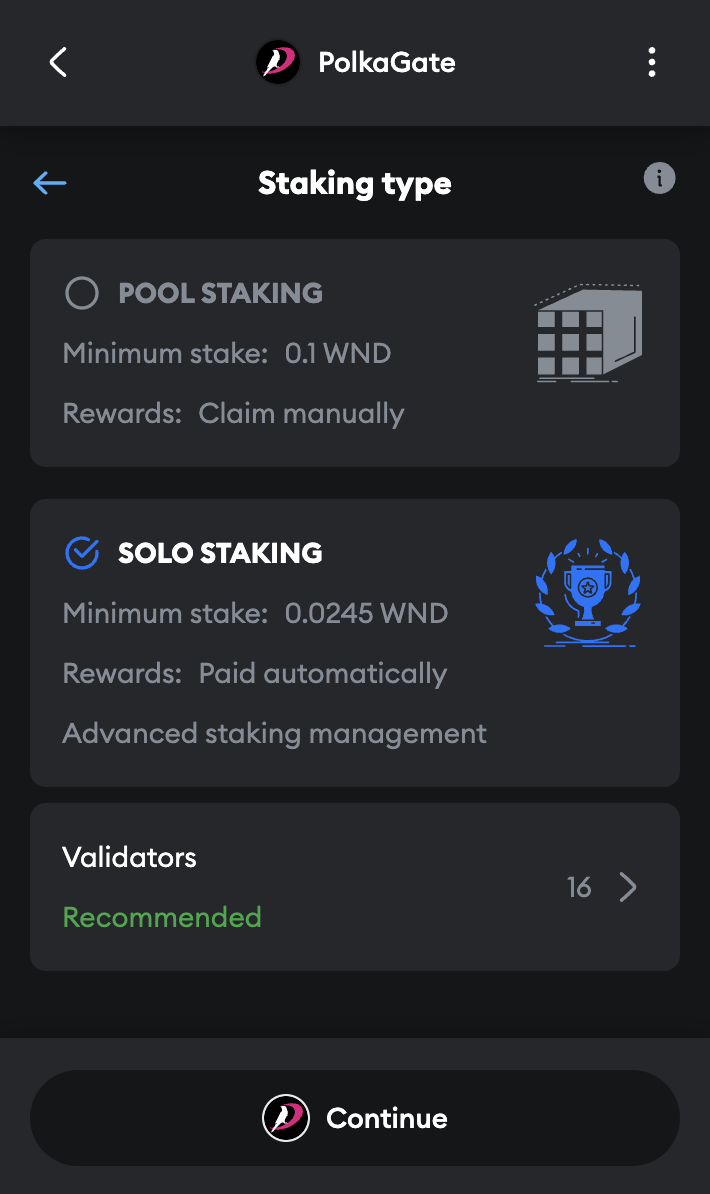 PolkaGate
Staking type
POOL STAKING
Minimum stake: 0.1 WND
Rewards: Claim manually
SOLO STAKING
Minimum stake: 0.0245 WND
Rewards: Paid automatically
Advanced staking management
Validators
16
Recommended
Continue